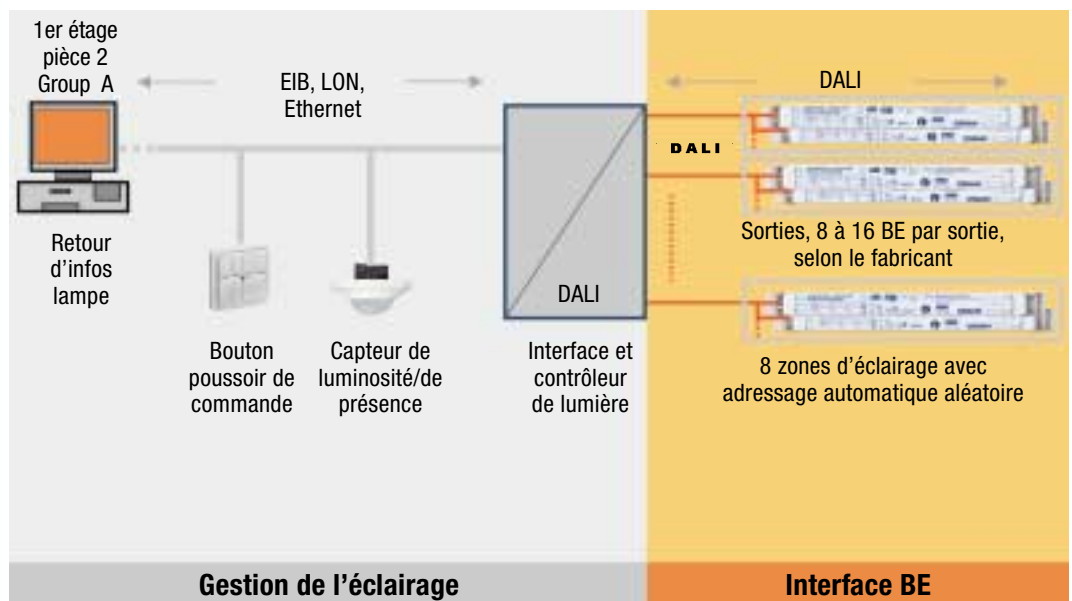 1er étage
pièce 2
Group A
EIB, LON,
Ethernet
DALI
DALI
Retour
d'infos
lampe
Bouton
poussoir de
commande
Capteur de
luminosité/de
présence
DALI
Interface et
contrôleur
de lumière
Sorties, 8 à 16 BE par sortie,
selon le fabricant
8 zones d'éclairage avec
adressage automatique aléatoire
Gestion de l'éclairage
Interface BE